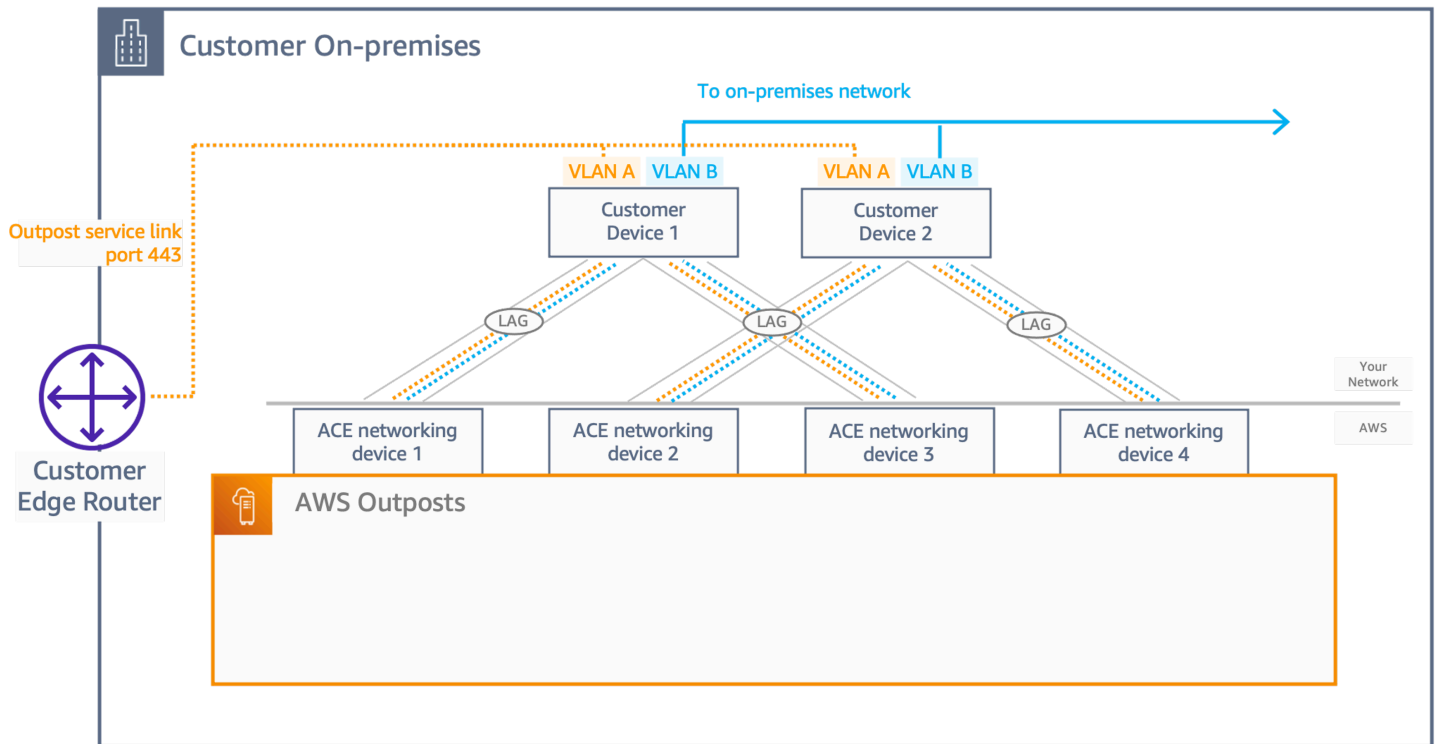 Customer On-premises
To on-premises network
VLAN A
VLAN B
VLAN A
VLAN B
Customer
Device 1
Customer
Device 2
Outpost service link
port 443
LAG
LAG
LAG
Your
Network
AWS
Customer
Edge Router
ACE networking
device 1
ACE networking
device 2
ACE networking
device 3
ACE networking
device 4
AWS Outposts